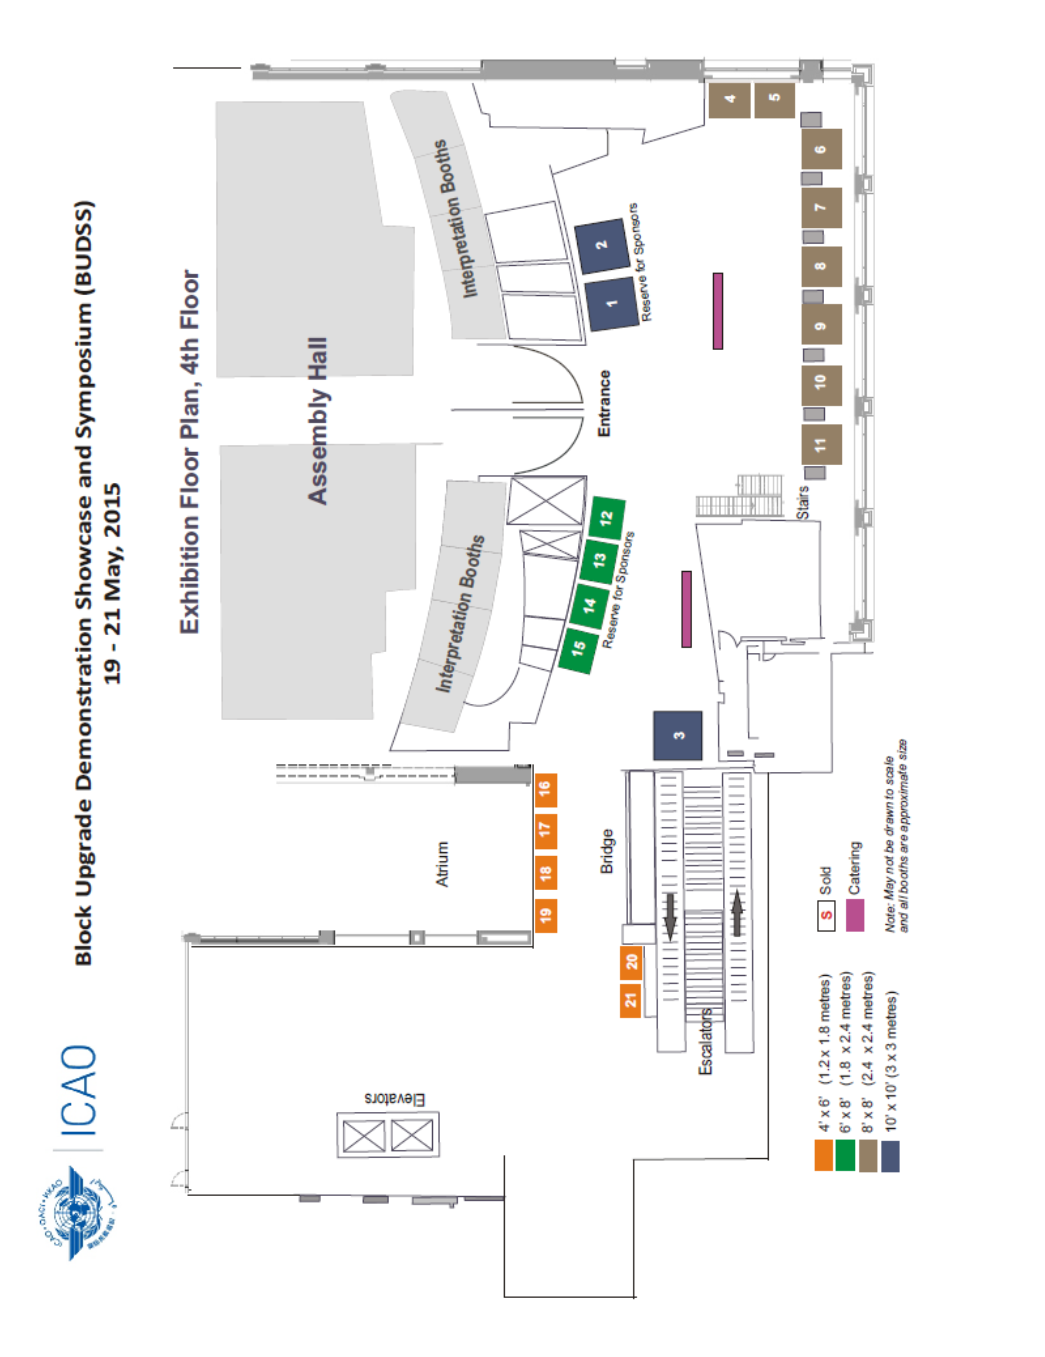 Block Upgrade Demonstration Showcase and Symposium (BUDSS)
19 - 21 May, 2015
ICAO
Exhibition Floor Plan, 4th Floor
Assembly Hall
Interpretation Booths
Interpretation Booths
Entrance
1
2
Reserve for Sponsors
12
13
14
15
Reserve for Sponsors
4
5
6
7
8
9
10
11
Stairs
3
Atrium
16
17
18
19
Bridge
20
21
Escalators
Elevators
4' x 6' (1.2 x 1.8 metres)
6' x 8' (1.8 x 2.4 metres)
8' x 8' (2.4 x 2.4 metres)
10' x 10' (3 x 3 metres)
S Sold
Catering
Note: May not be drawn to scale
and all booths are approximate size